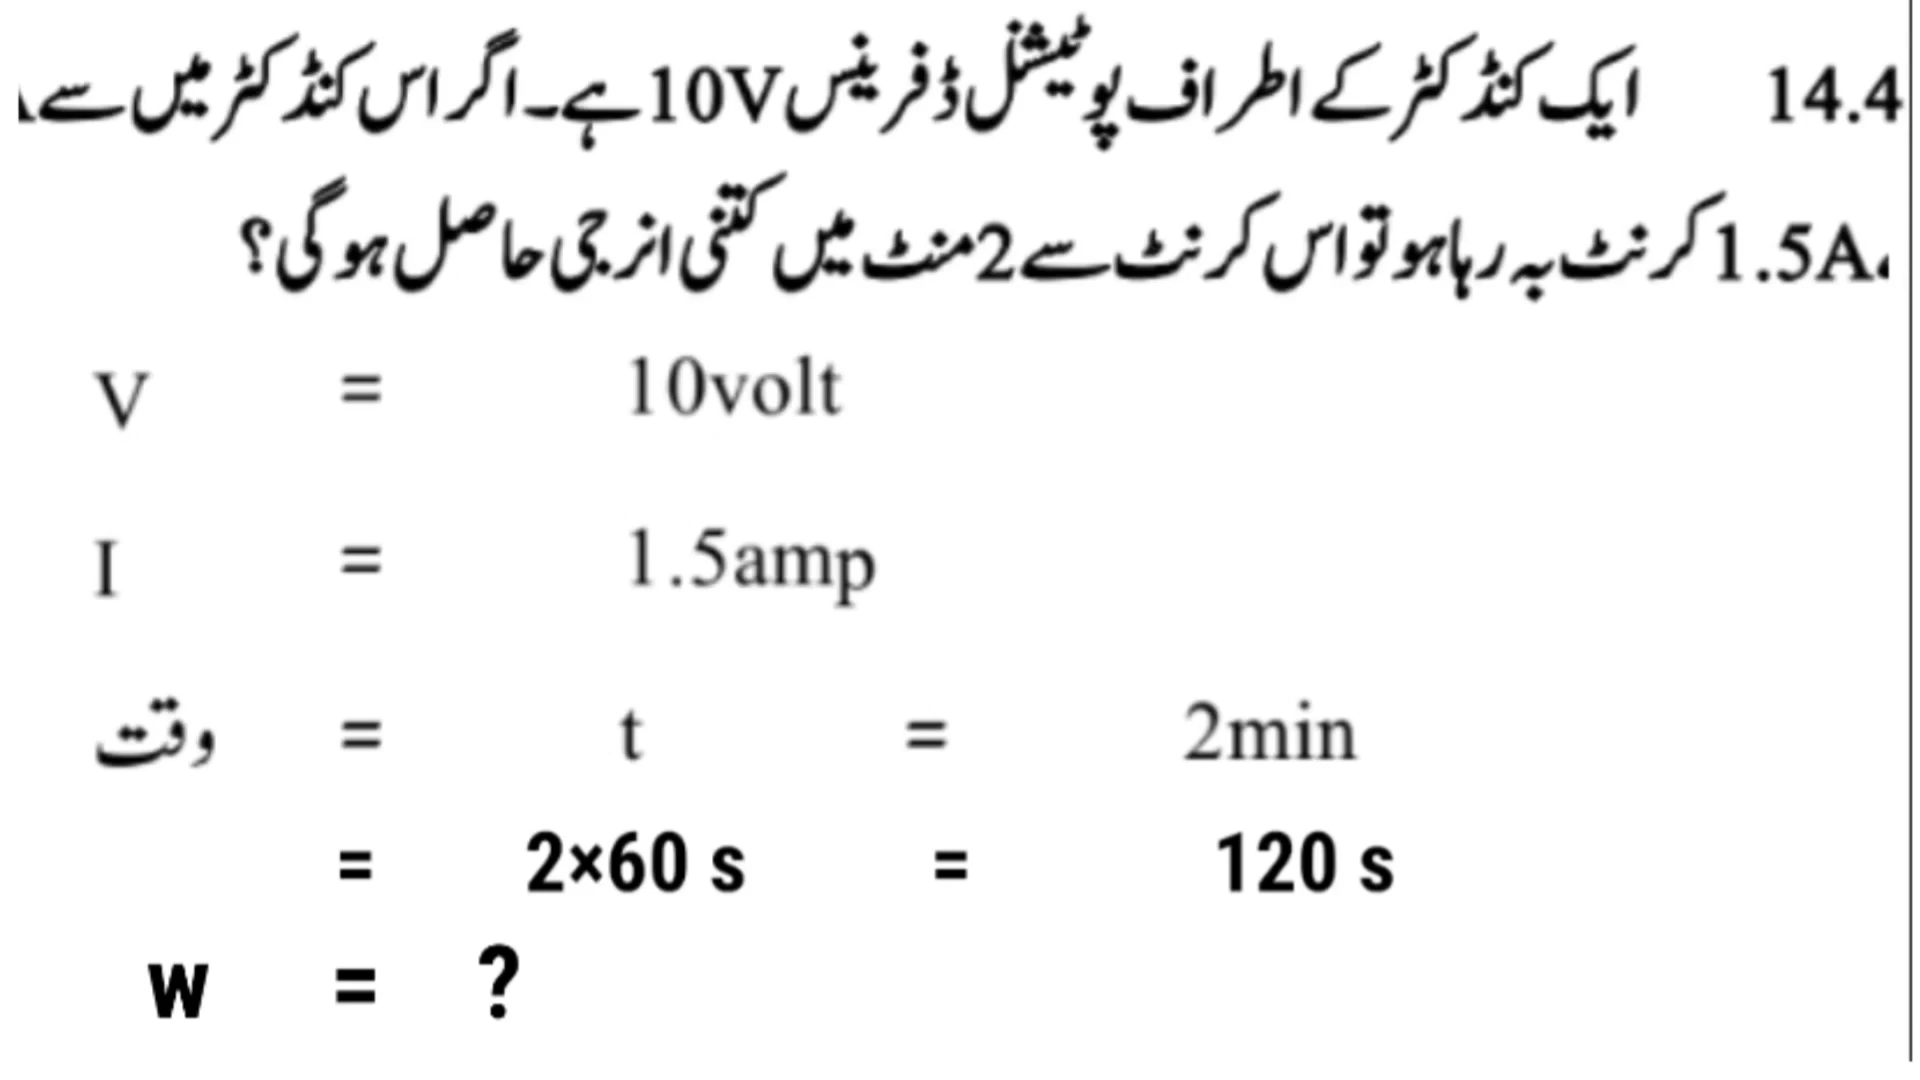 14.4 ایک کنڈکٹر کے اطراف پوٹینشل ڈفرینس 10V ہے۔ اگر اس کنڈکٹر میں سے
1.5A کرنٹ بہ رہا ہو تو اس کرنٹ سے 2 منٹ میں کتنی انرجی حاصل ہو گی؟
V = 10volt
I = 1.5amp
وقت = t = 2min
= 2×60 s = 120 s
w = ?